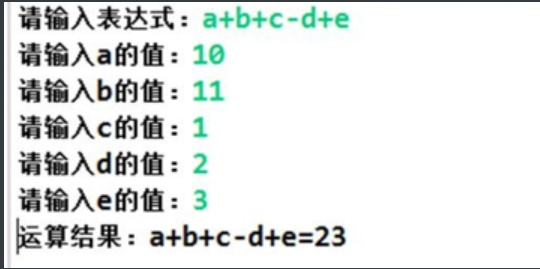 请输入表达式：a+b+c-d+e
请输入a的值：10
请输入b的值：11
请输入c的值：1
请输入d的值：2
请输入e的值：3
运算结果：a+b+c-d+e=23